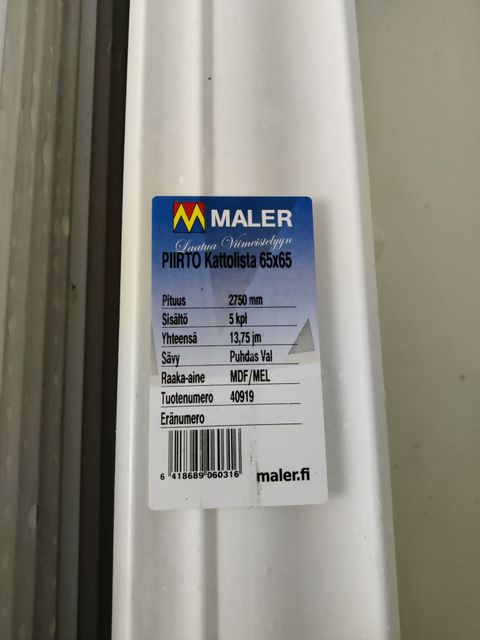 MALER
Laatua Viimeistelyyn
PIIRTO Kattolista 65x65
Pituus 2750 mm
Sisältö 5 kpl
Yhteensä 13,75 jm
Sävy Puhdas Val
Raaka-aine MDF/MEL
Tuotenumero 40919
Eränumero
6 418689 060316
maler.fi